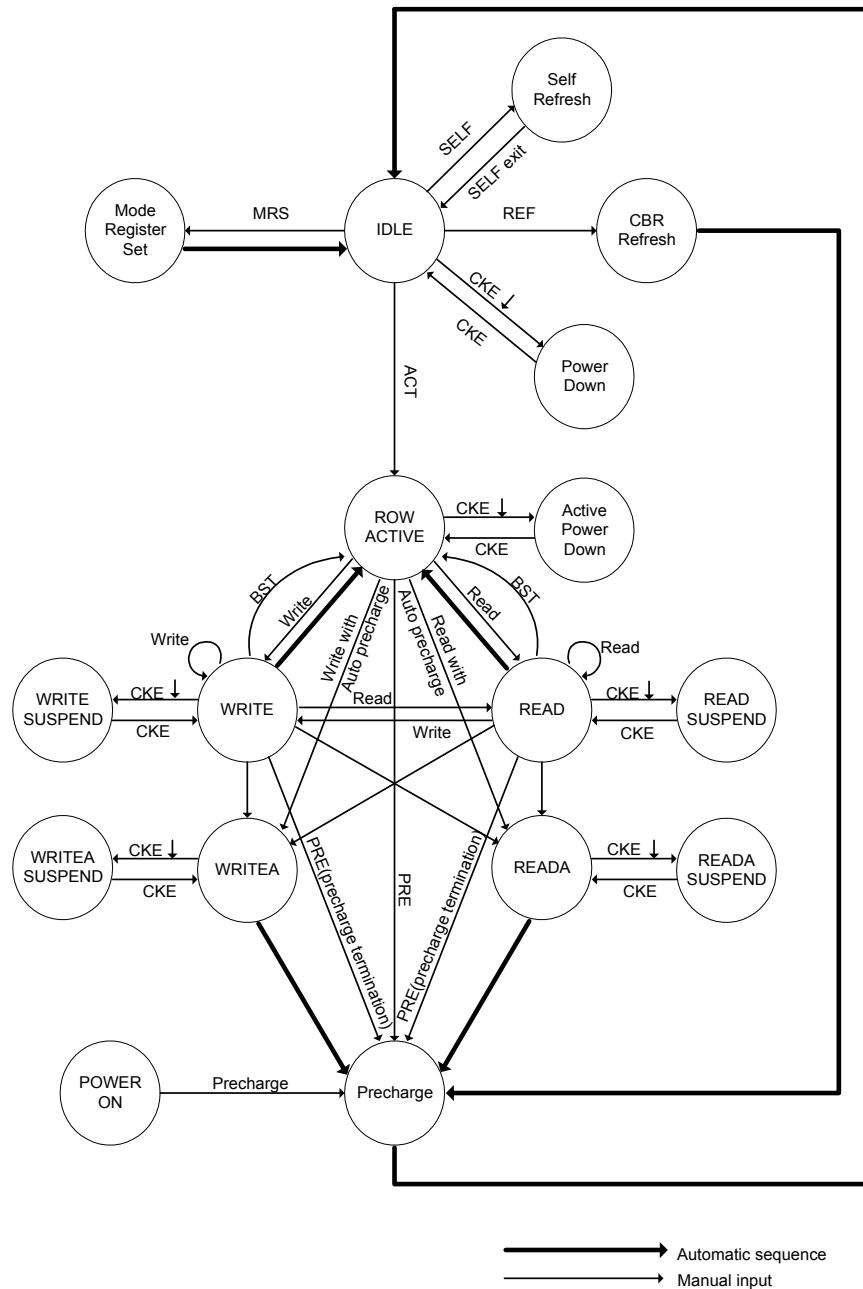 Self
Refresh
SELF
SELF exit
Mode
Register
Set
MRS
IDLE
REF
CBR
Refresh
CKE ↓
CKE
Power
Down
ACT
ROW
ACTIVE
CKE ↓
CKE
Active
Power
Down
BST
Write
Write with
Auto precharge
Auto precharge
Read with
Read
BST
Write
Read
WRITE
SUSPEND
CKE ↓
CKE
WRITE
Read
Write
READ
CKE ↓
CKE
READ
SUSPEND
WRITEA
SUSPEND
CKE ↓
CKE
WRITEA
PRE(precharge termination)
PRE
PRE(precharge termination)
READA
CKE ↓
CKE
READA
SUSPEND
POWER
ON
Precharge
Precharge
Automatic sequence
Manual input